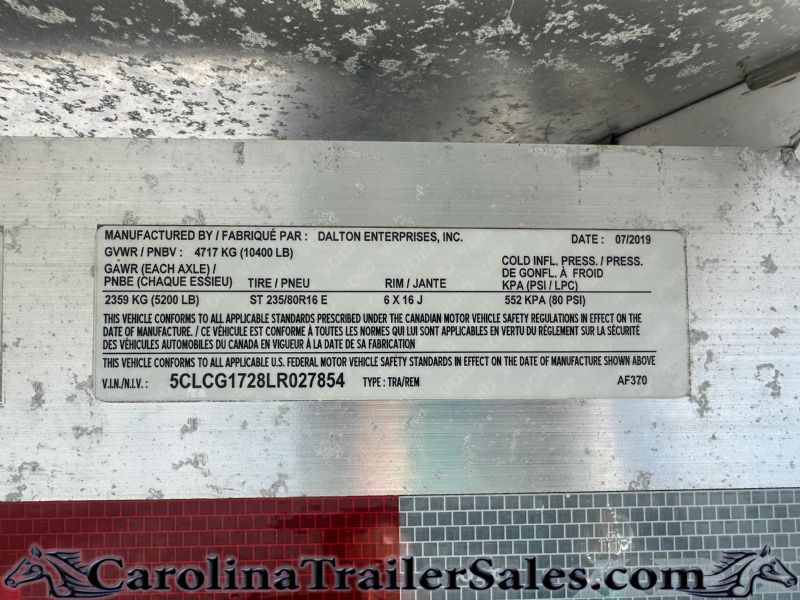 MANUFACTURED BY / FABRIQUÉ PAR : DALTON ENTERPRISES, INC. DATE : 07/2019
GVWR / PNBV : 4717 KG (10400 LB)
GAWR (EACH AXLE) /
PNBE (CHAQUE ESSIEU) TIRE / PNEU RIM / JANTE COLD INFL. PRESS. / PRESS.
DE GONFL. À FROID
KPA (PSI / LPC)
2359 KG (5200 LB) ST 235/80R16 E 6 X 16 J 552 KPA (80 PSI)
THIS VEHICLE CONFORMS TO ALL APPLICABLE STANDARDS PRESCRIBED UNDER THE CANADIAN MOTOR VEHICLE SAFETY REGULATIONS IN EFFECT ON THE
DATE OF MANUFACTURE. / CE VÉHICULE EST CONFORME À TOUTES LES NORMES QUI LUI SONT APPLICABLES EN VERTU DU RÈGLEMENT SUR LA SÉCURITÉ
DES VÉHICULES AUTOMOBILES DU CANADA EN VIGUEUR À LA DATE DE SA FABRICATION
THIS VEHICLE CONFORMS TO ALL APPLICABLE U.S. FEDERAL MOTOR VEHICLE SAFETY STANDARDS IN EFFECT ON THE DATE OF MANUFACTURE SHOWN ABOVE
V.I.N./N.I.V. : 5CLCG1728LR027854 TYPE : TRA/REM AF370
CarolinaTrailerSales.com